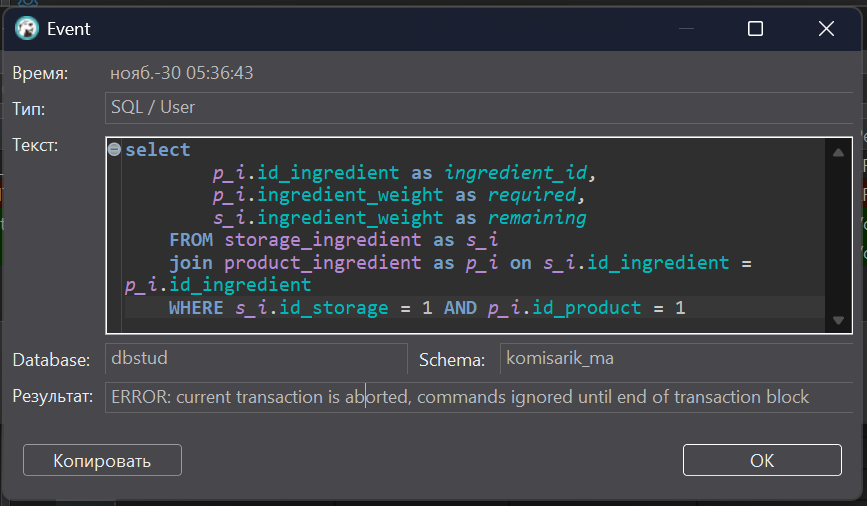 Event
Время: нояб.-30 05:36:43
Тип: SQL / User
Текст:
select
p_i.id_ingredient as ingredient_id,
p_i.ingredient_weight as required,
s_i.ingredient_weight as remaining
FROM storage_ingredient as s_i
join product_ingredient as p_i on s_i.id_ingredient =
p_i.id_ingredient
WHERE s_i.id_storage = 1 AND p_i.id_product = 1
Database: dbstud Schema: komisarik_ma
Результат: ERROR: current transaction is aborted, commands ignored until end of transaction block
Копировать OK